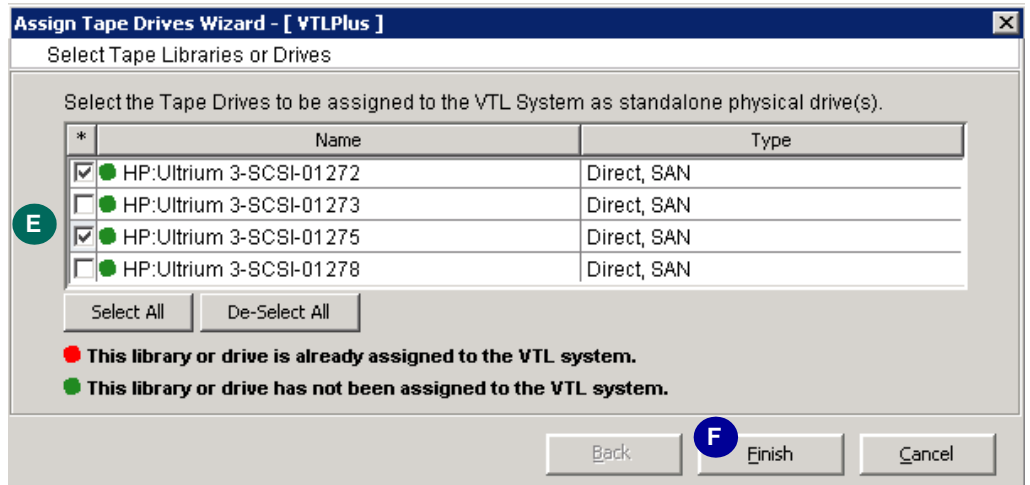 Assign Tape Drives Wizard - [ VTLPlus ]
Select Tape Libraries or Drives
Select the Tape Drives to be assigned to the VTL System as standalone physical drive(s).
* Name Type
HP:Ultrium 3-SCSI-01272 Direct, SAN
HP:Ultrium 3-SCSI-01273 Direct, SAN
E
HP:Ultrium 3-SCSI-01275 Direct, SAN
HP:Ultrium 3-SCSI-01278 Direct, SAN
Select All De-Select All
This library or drive is already assigned to the VTL system.
This library or drive has not been assigned to the VTL system.
F
Back Finish Cancel